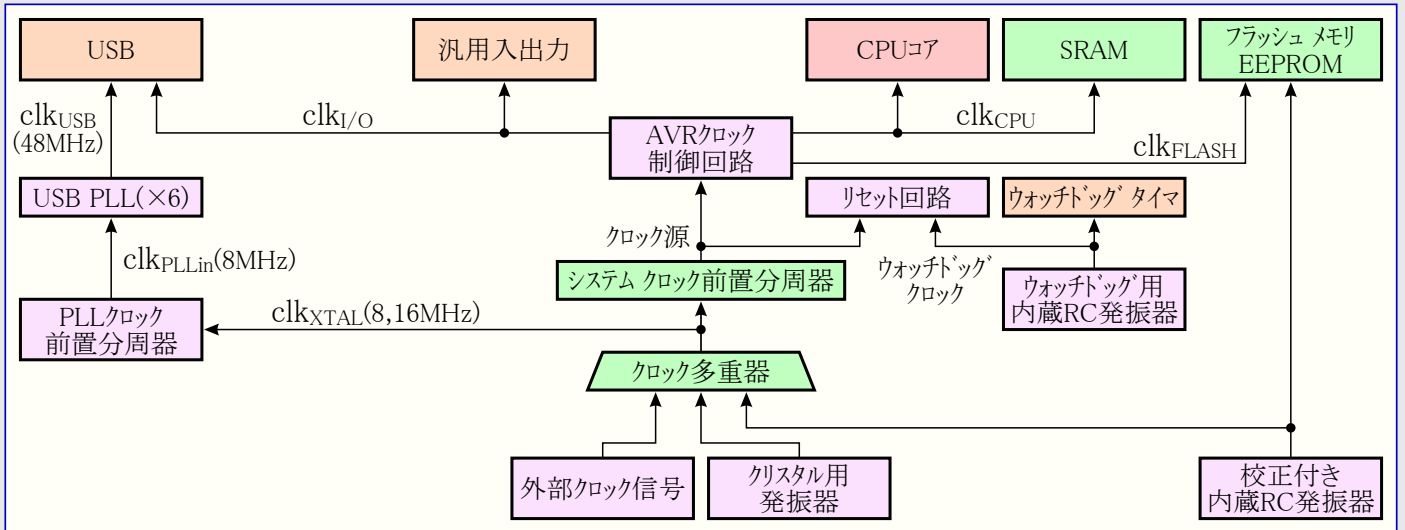 USB
汎用入出力
CPUコア
SRAM
フラッシュ メモリ
EEPROM
clkUSB
(48MHz)
clkI/O
clkCPU
AVRクロック
制御回路
clkFLASH
USB PLL(×6)
リセット回路
ウォッチドッグ タイマ
クロック源
clkPLLin(8MHz)
ウォッチドッグ
クロック
システム クロック前置分周器
ウォッチドッグ用
内蔵RC発振器
PLLクロック
前置分周器
clkXTAL(8,16MHz)
クロック多重器
外部クロック信号
クリスタル用
発振器
校正付き
内蔵RC発振器